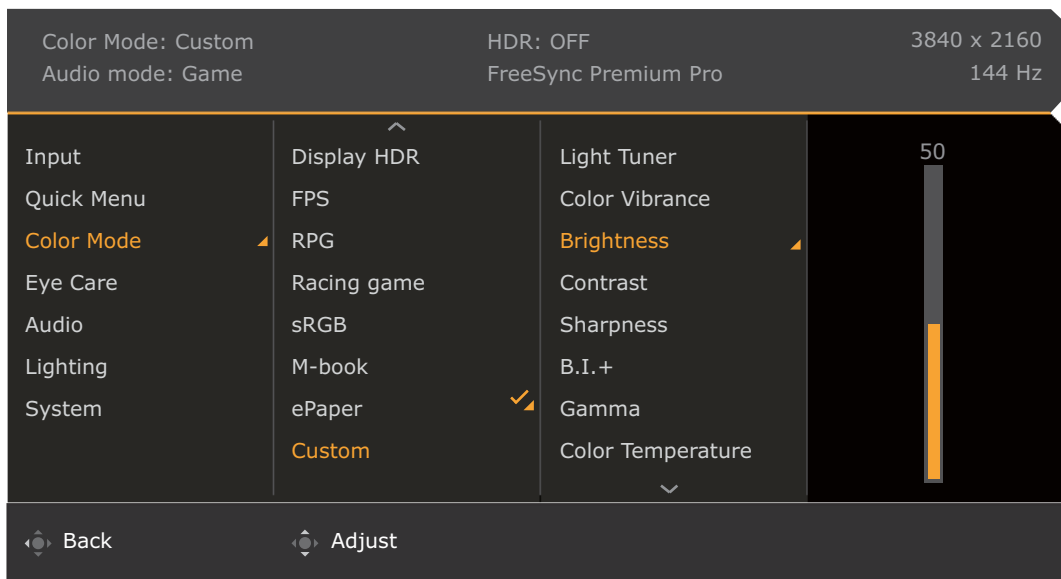 Color Mode: Custom
Audio mode: Game
HDR: OFF
FreeSync Premium Pro
3840 x 2160
144 Hz
Input
Quick Menu
Color Mode
Eye Care
Audio
Lighting
System
Display HDR
FPS
RPG
Racing game
sRGB
M-book
ePaper
Custom
Light Tuner
Color Vibrance
Brightness
Contrast
Sharpness
B.I.+
Gamma
Color Temperature
50
Back
Adjust